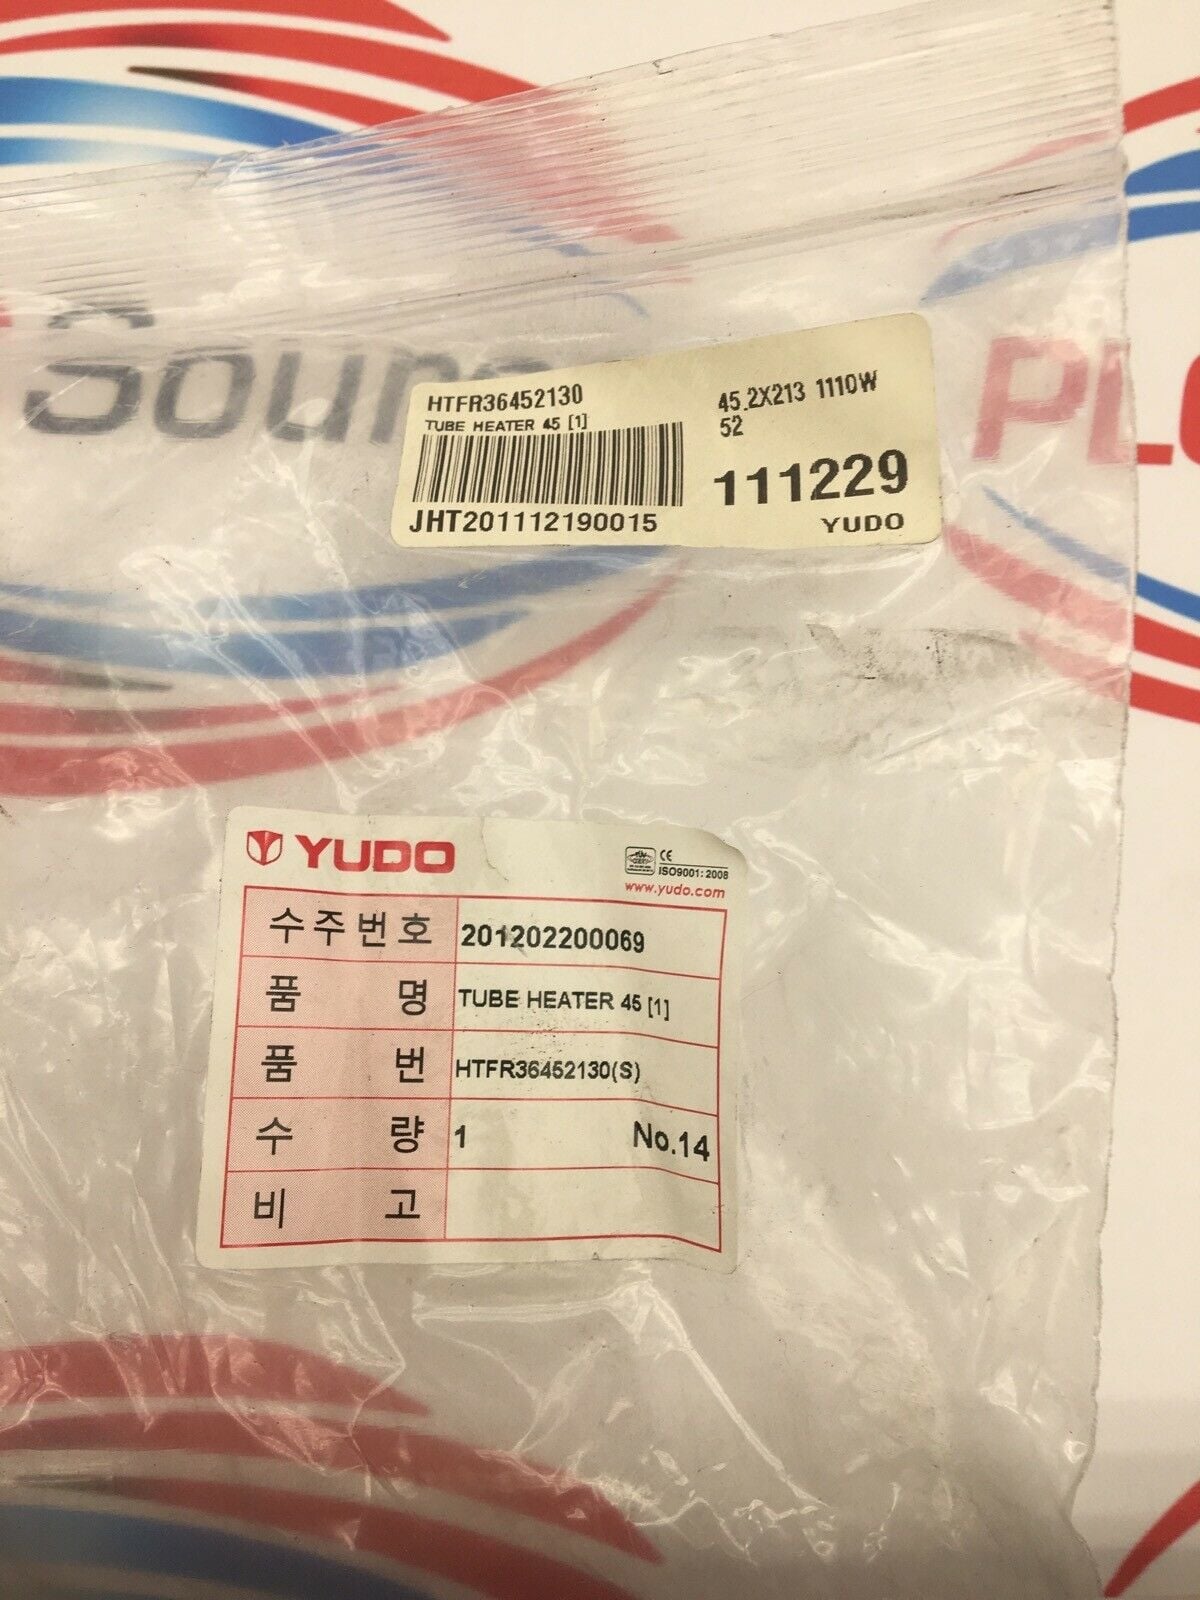 Sour
PL
HTFR36452130
TUBE HEATER 45 [1]
45.2X213 1110W
52
111229
JHT201112190015
YUDO
YUDO
CE
ISO9001:2008
www.yudo.com
수주번호 201202200069
품 명 TUBE HEATER 45 [1]
품 번 HTFR36452130(S)
수 량 1 No.14
비 고